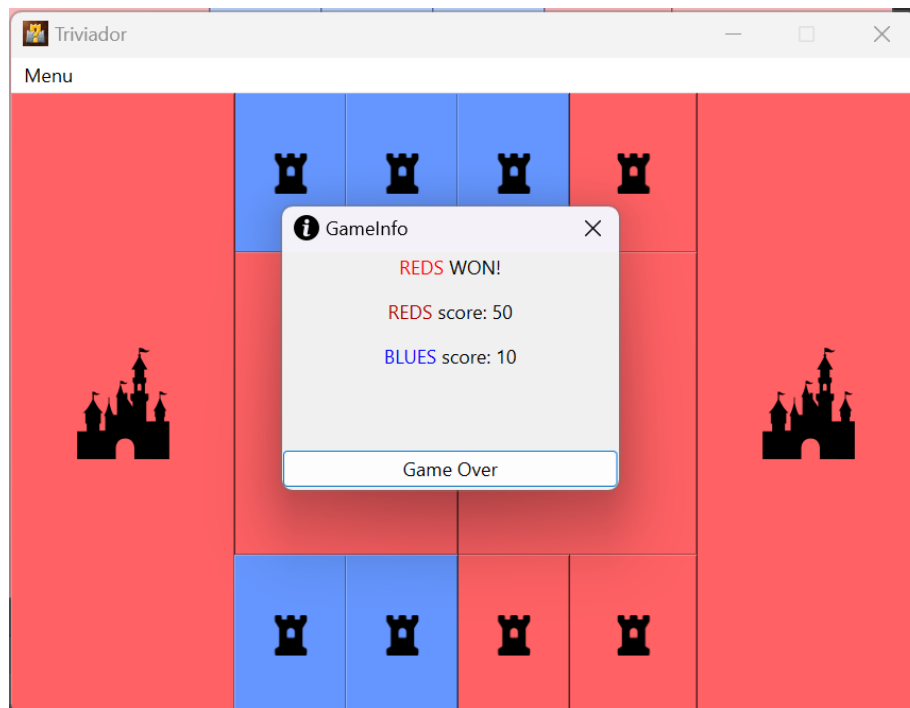 Triviador
Menu
GameInfo
REDS WON!
REDS score: 50
BLUES score: 10
Game Over